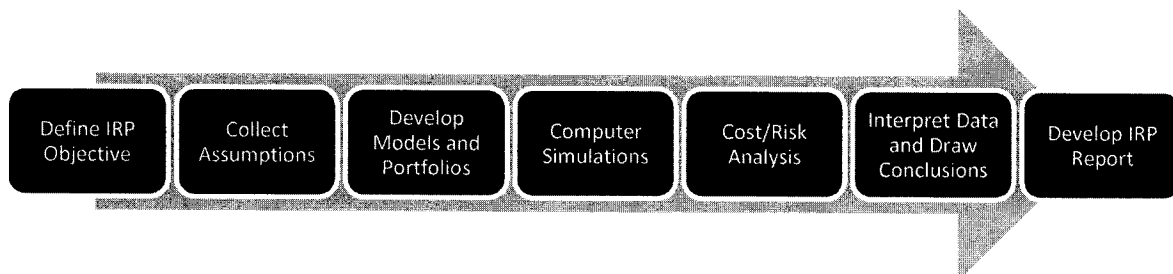 Define IRP
Objective
Collect
Assumptions
Develop
Models and
Portfolios
Computer
Simulations
Cost/Risk
Analysis
Interpret Data
and Draw
Conclusions
Develop IRP
Report